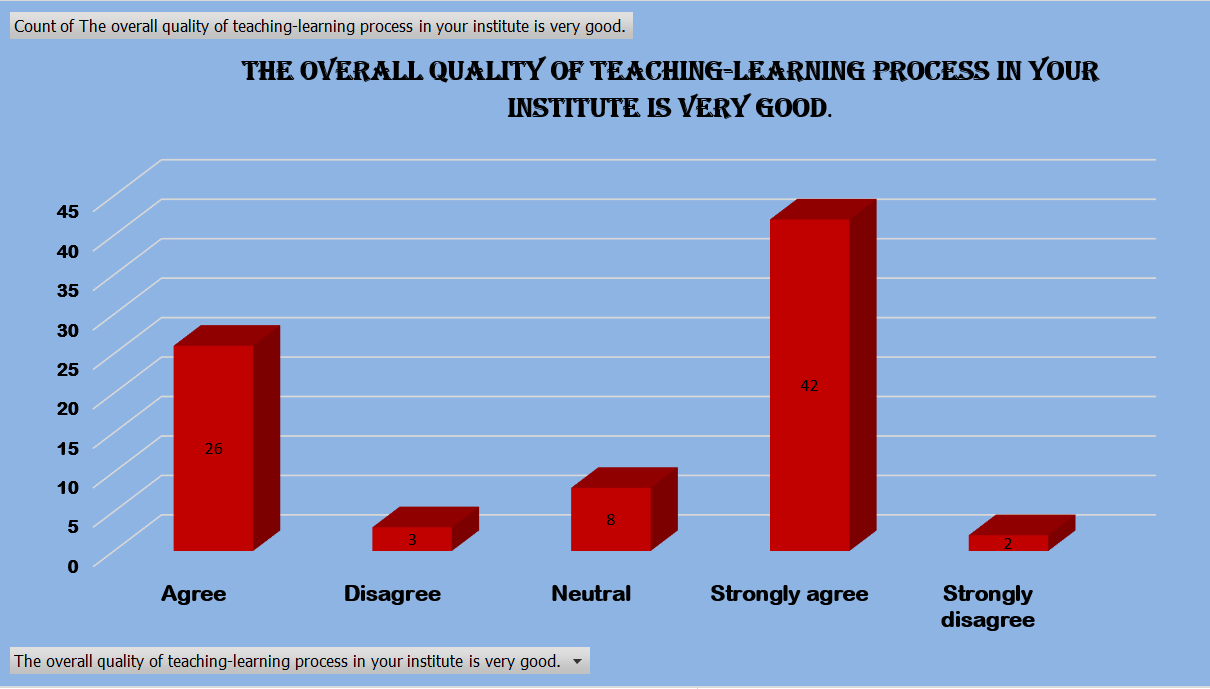 Count of The overall quality of teaching-learning process in your institute is very good.
THE OVERALL QUALITY OF TEACHING-LEARNING PROCESS IN YOUR
INSTITUTE IS VERY GOOD.
45
40
35
30
25
20
15
10
5
0
26
3
8
42
2
Agree
Disagree
Neutral
Strongly agree
Strongly
disagree
The overall quality of teaching-learning process in your institute is very good.